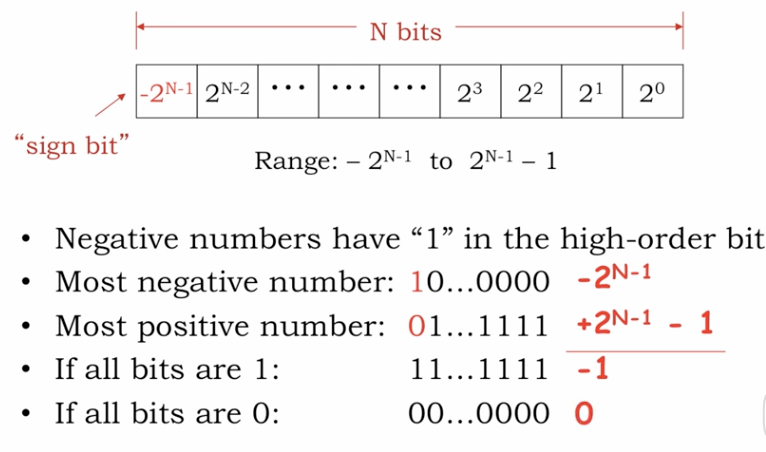 N bits
-2^N-1 2^N-2 ••• ••• ••• 2^3 2^2 2^1 2^0
“sign bit”
Range: – 2^N-1 to 2^N-1 – 1
• Negative numbers have “1” in the high-order bit
• Most negative number: 10...0000 -2^N-1
• Most positive number: 01...1111 +2^N-1 - 1
• If all bits are 1: 11...1111 -1
• If all bits are 0: 00...0000 0